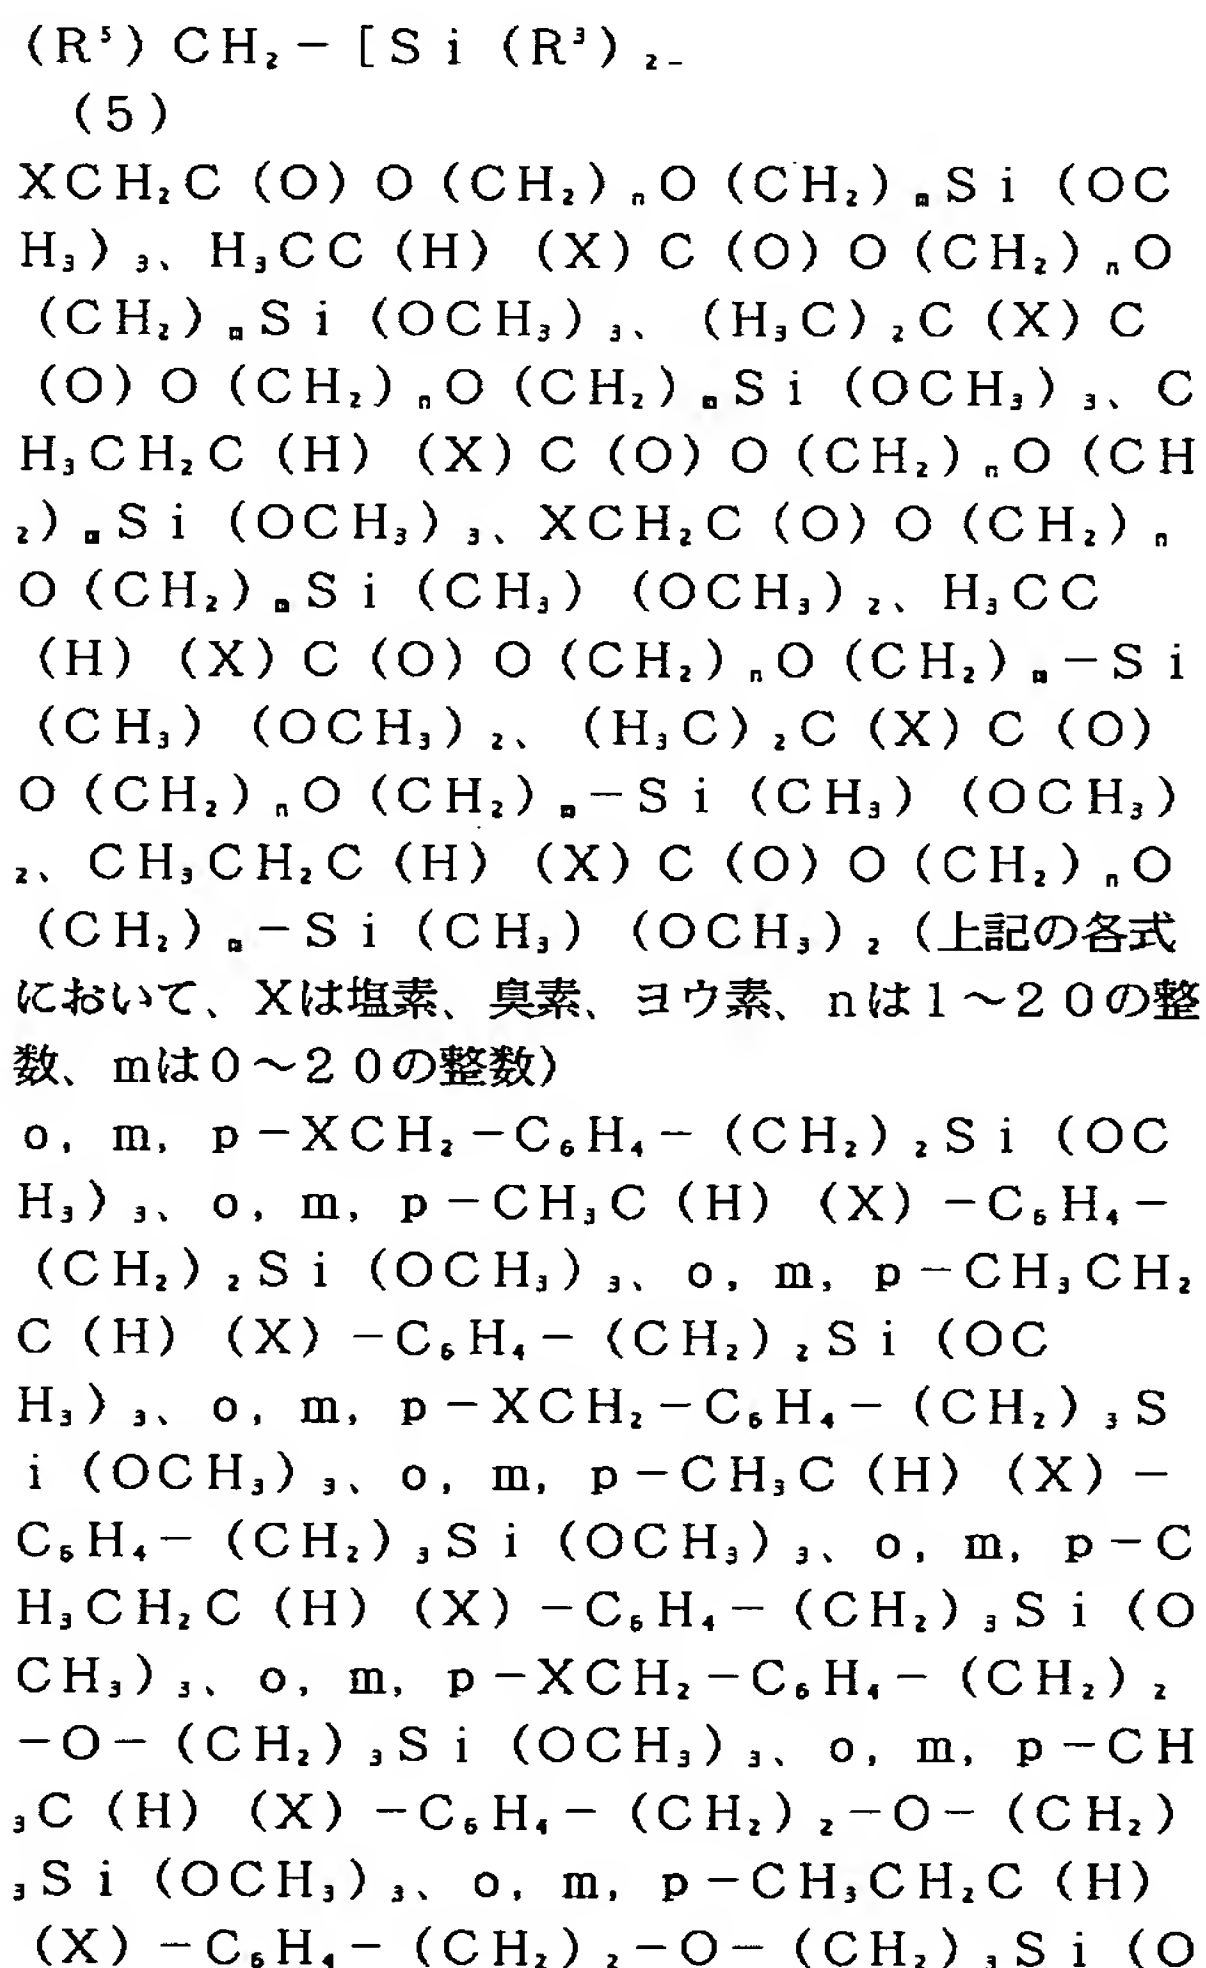 (R⁵)CH₂−[Si(R³)₂₋
(5)
XCH₂C(O)O(CH₂)ₙO(CH₂)ₘSi(OC
H₃)₃、H₃CC(H)(X)C(O)O(CH₂)ₙO
(CH₂)ₘSi(OCH₃)₃、(H₃C)₂C(X)C
(O)O(CH₂)ₙO(CH₂)ₘSi(OCH₃)₃、C
H₃CH₂C(H)(X)C(O)O(CH₂)ₙO(CH
₂)ₘSi(OCH₃)₃、XCH₂C(O)O(CH₂)ₙ
O(CH₂)ₘSi(CH₃)(OCH₃)₂、H₃CC
(H)(X)C(O)O(CH₂)ₙO(CH₂)ₘ−Si
(CH₃)(OCH₃)₂、(H₃C)₂C(X)C(O)
O(CH₂)ₙO(CH₂)ₘ−Si(CH₃)(OCH₃)
₂、CH₃CH₂C(H)(X)C(O)O(CH₂)ₙO
(CH₂)ₘ−Si(CH₃)(OCH₃)₂(上記の各式
において、Xは塩素、臭素、ヨウ素、nは1〜20の整
数、mは0〜20の整数)
o,m,p−XCH₂−C₆H₄−(CH₂)₂Si(OC
H₃)₃、o,m,p−CH₃C(H)(X)−C₆H₄−
(CH₂)₂Si(OCH₃)₃、o,m,p−CH₃CH₂
C(H)(X)−C₆H₄−(CH₂)₂Si(OC
H₃)₃、o,m,p−XCH₂−C₆H₄−(CH₂)₃S
i(OCH₃)₃、o,m,p−CH₃C(H)(X)−
C₆H₄−(CH₂)₃Si(OCH₃)₃、o,m,p−C
H₃CH₂C(H)(X)−C₆H₄−(CH₂)₃Si(O
CH₃)₃、o,m,p−XCH₂−C₆H₄−(CH₂)₂
−O−(CH₂)₃Si(OCH₃)₃、o,m,p−CH
₃C(H)(X)−C₆H₄−(CH₂)₂−O−(CH₂)
₃Si(OCH₃)₃、o,m,p−CH₃CH₂C(H)
(X)−C₆H₄−(CH₂)₂−O−(CH₂)₃Si(O